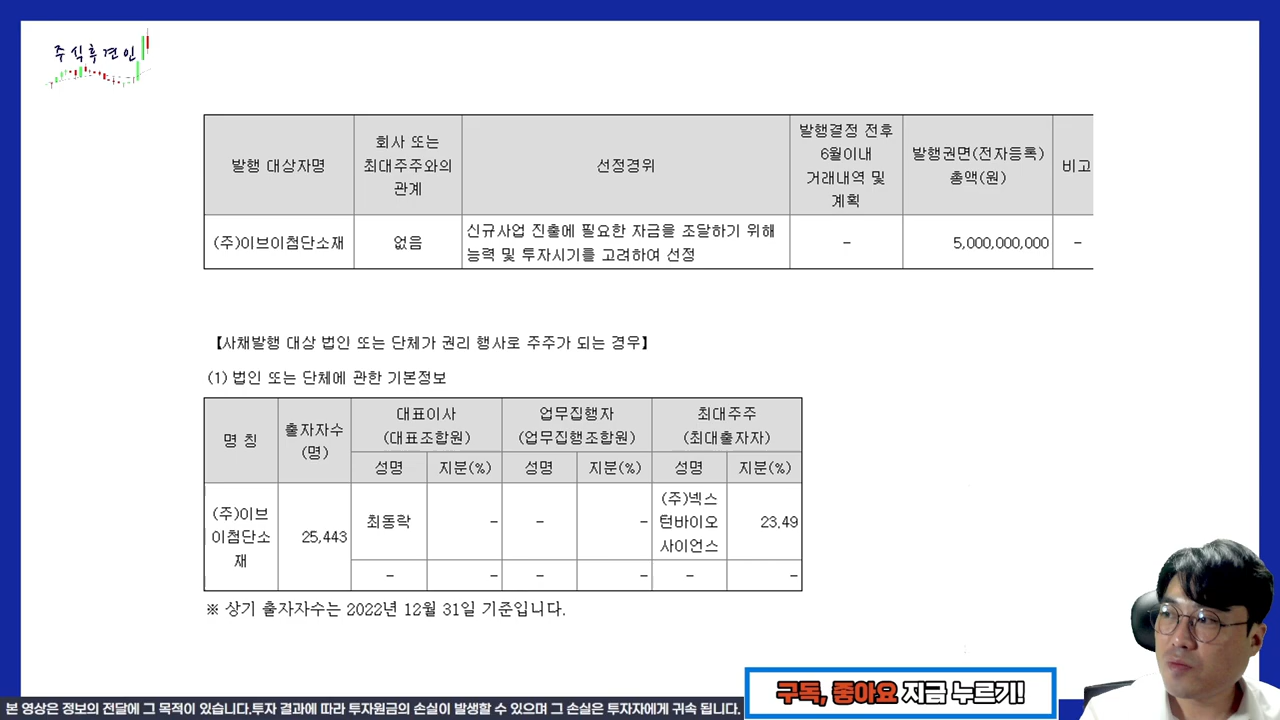 주식후견인
발행 대상자명
회사 또는
최대주주와의
관계
선정경위
발행결정 전후
6월이내
거래내역 및
계획
발행권면(전자등록)
총액(원)
비고
(주)이브이첨단소재
없음
신규사업 진출에 필요한 자금을 조달하기 위해
능력 및 투자시기를 고려하여 선정
-
5,000,000,000
-
【사채발행 대상 법인 또는 단체가 권리 행사로 주주가 되는 경우】
(1) 법인 또는 단체에 관한 기본정보
명 칭
출자자수
(명)
대표이사
(대표조합원)
업무집행자
(업무집행조합원)
최대주주
(최대출자자)
성명
지분(%)
성명
지분(%)
성명
지분(%)
(주)이브
이첨단소
재
25,443
최동락
-
-
-
(주)넥스
턴바이오
사이언스
23.49
-
-
-
-
-
-
※ 상기 출자자수는 2022년 12월 31일 기준입니다.
구독, 좋아요 지금 누르기!
본 영상은 정보의 전달에 그 목적이 있습니다.투자 결과에 따라 투자원금의 손실이 발생할 수 있으며 그 손실은 투자자에게 귀속 됩니다.